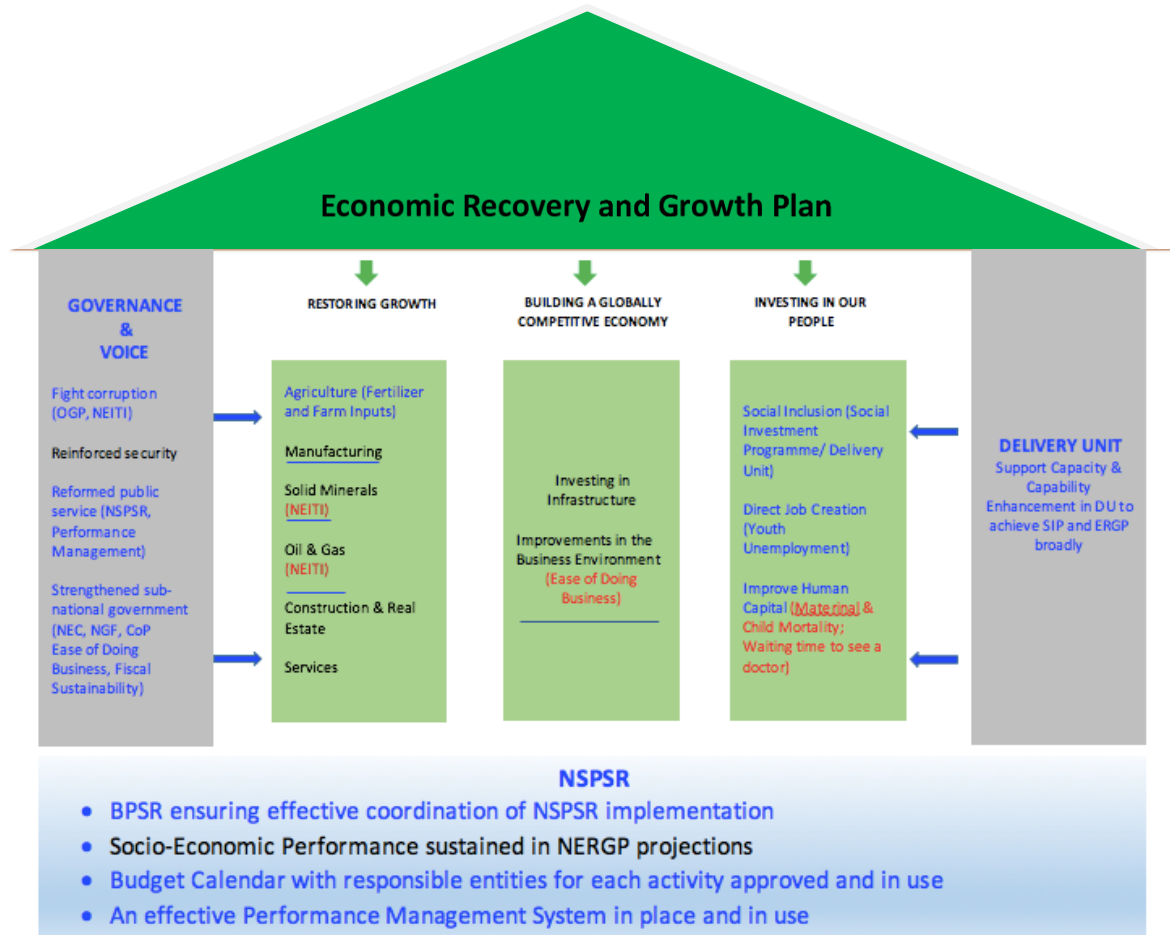 Economic Recovery and Growth Plan
GOVERNANCE
&
VOICE
Fight corruption
(OGP, NEITI)
Reinforced security
Reformed public
service (NSPSR,
Performance
Management)
Strengthened sub-
national government
(NEC, NGF, CoP
Ease of Doing
Business, Fiscal
Sustainability)
RESTORING GROWTH
Agriculture (Fertilizer
and Farm Inputs)
Manufacturing
Solid Minerals
(NEITI)
Oil & Gas
(NEITI)
Construction & Real
Estate
Services
BUILDING A GLOBALLY
COMPETITIVE ECONOMY
Investing in
Infrastructure
Improvements in the
Business Environment
(Ease of Doing
Business)
INVESTING IN OUR
PEOPLE
Social Inclusion (Social
Investment
Programme/ Delivery
Unit)
Direct Job Creation
(Youth
Unemployment)
Improve Human
Capital (Materinal &
Child Mortality;
Waiting time to see a
doctor)
DELIVERY UNIT
Support Capacity &
Capability
Enhancement in DU to
achieve SIP and ERGP
broadly
NSPSR
• BPSR ensuring effective coordination of NSPSR implementation
• Socio-Economic Performance sustained in NERGP projections
• Budget Calendar with responsible entities for each activity approved and in use
• An effective Performance Management System in place and in use